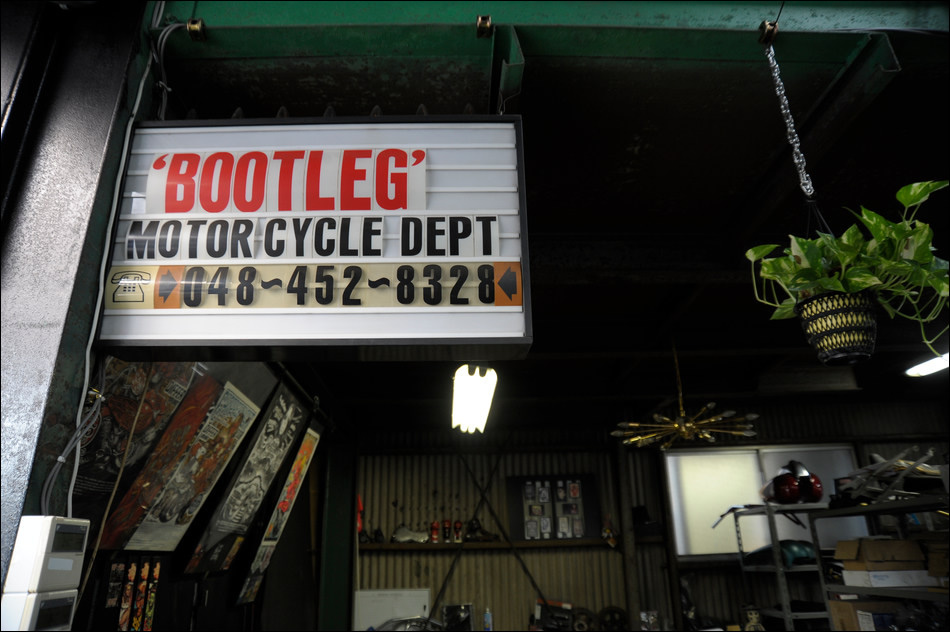 'BOOTLEG'
MOTOR CYCLE DEPT
048~452~8328